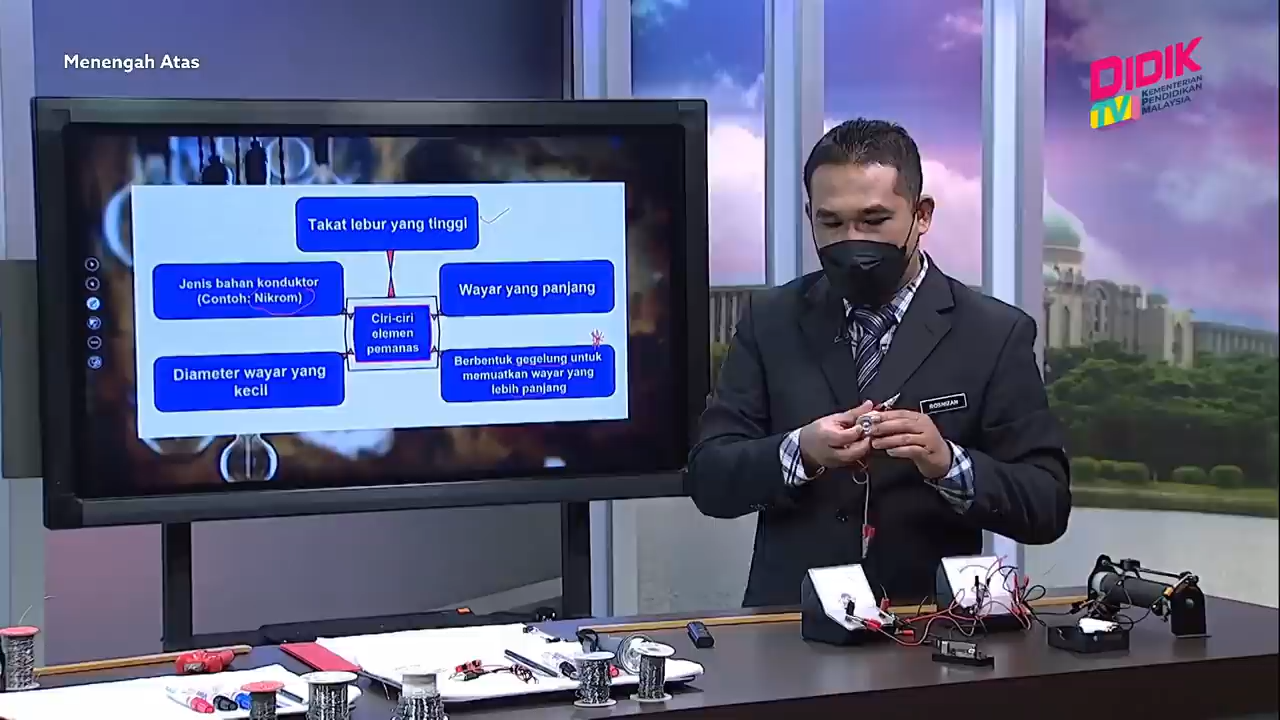 Menengah Atas
DIDIK
TV
KEMENTERIAN
PENDIDIKAN
MALAYSIA
Takat lebur yang tinggi
Jenis bahan konduktor
(Contoh: Nikrom)
Wayar yang panjang
Ciri-ciri
elemen
pemanas
Diameter wayar yang
kecil
Berbentuk gegelung untuk
memuatkan wayar yang
lebih panjang
ROSNIZAN